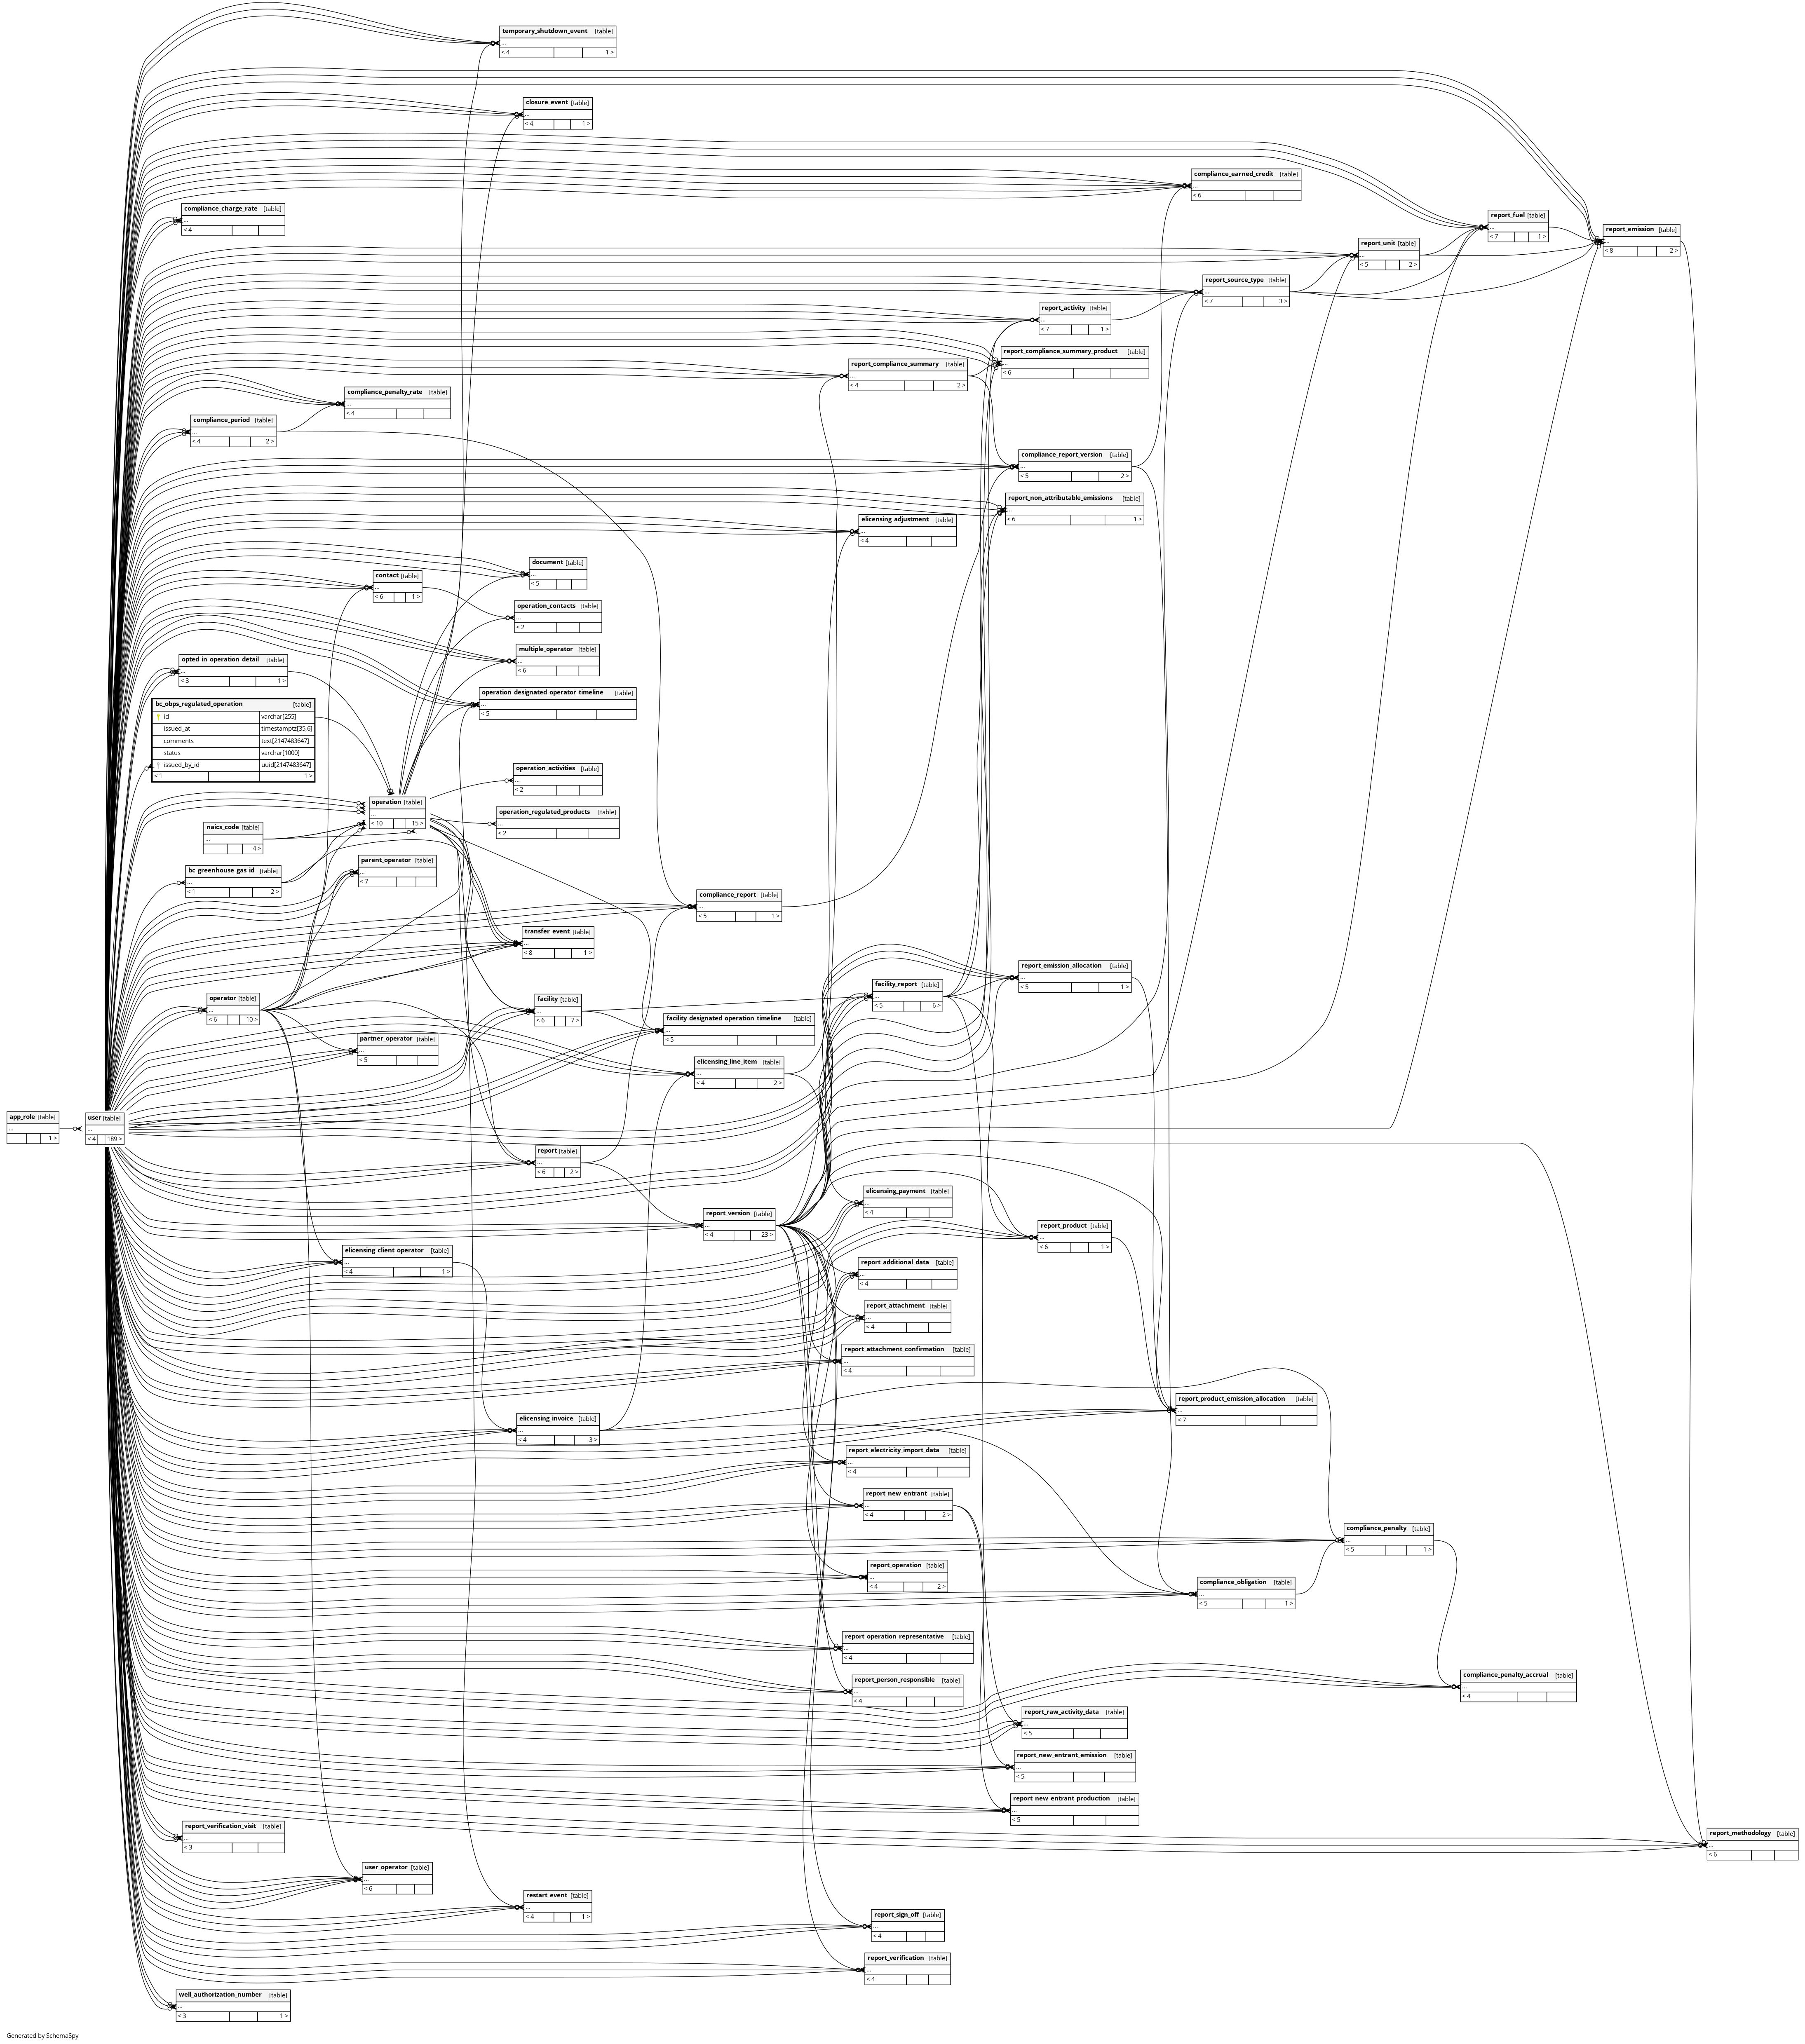 temporary_shutdown_event [table]
...
< 4 1 >
closure_event [table]
...
< 4 1 >
compliance_earned_credit [table]
...
< 6
compliance_charge_rate [table]
...
< 4
report_fuel [table]
...
< 7 1 >
report_emission [table]
...
< 8 2 >
report_unit [table]
...
< 5 2 >
report_source_type [table]
...
< 7 3 >
report_activity [table]
...
< 7 1 >
report_compliance_summary_product [table]
...
< 6
report_compliance_summary [table]
...
< 4 2 >
compliance_penalty_rate [table]
...
< 4
compliance_period [table]
...
< 4 2 >
compliance_report_version [table]
...
< 5 2 >
report_non_attributable_emissions [table]
...
< 6 1 >
elicensing_adjustment [table]
...
< 4
document [table]
...
< 5
contact [table]
...
< 6 1 >
operation_contacts [table]
...
< 2
multiple_operator [table]
...
< 6
opted_in_operation_detail [table]
...
< 3 1 >
operation_designated_operator_timeline [table]
...
< 5
bc_obps_regulated_operation [table]
id varchar[255]
issued_at timestamptz[35,6]
comments text[2147483647]
status varchar[1000]
issued_by_id uuid[2147483647]
< 1 1 >
operation_activities [table]
...
< 2
operation [table]
...
< 10 15 >
operation_regulated_products [table]
...
< 2
naics_code [table]
...
4 >
parent_operator [table]
...
< 7
bc_greenhouse_gas_id [table]
...
< 1 2 >
compliance_report [table]
...
< 5 1 >
transfer_event [table]
...
< 8 1 >
report_emission_allocation [table]
...
< 5 1 >
facility_report [table]
...
< 5 6 >
operator [table]
...
< 6 10 >
facility [table]
...
< 6 7 >
facility_designated_operation_timeline [table]
...
< 5
partner_operator [table]
...
< 5
elicensing_line_item [table]
...
< 4 2 >
app_role [table]
...
1 >
user [table]
...
< 4 189 >
report [table]
...
< 6 2 >
elicensing_payment [table]
...
< 4
report_version [table]
...
< 4 23 >
report_product [table]
...
< 6 1 >
elicensing_client_operator [table]
...
< 4 1 >
report_additional_data [table]
...
< 4
report_attachment [table]
...
< 4
report_attachment_confirmation [table]
...
< 4
report_product_emission_allocation [table]
...
< 7
elicensing_invoice [table]
...
< 4 3 >
report_electricity_import_data [table]
...
< 4
report_new_entrant [table]
...
< 4 2 >
compliance_penalty [table]
...
< 5 1 >
report_operation [table]
...
< 4 2 >
compliance_obligation [table]
...
< 5 1 >
report_operation_representative [table]
...
< 4
report_person_responsible [table]
...
< 4
compliance_penalty_accrual [table]
...
< 4
report_raw_activity_data [table]
...
< 5
report_new_entrant_emission [table]
...
< 5
report_new_entrant_production [table]
...
< 5
report_verification_visit [table]
...
< 3
report_methodology [table]
...
< 6
user_operator [table]
...
< 6
restart_event [table]
...
< 4 1 >
report_sign_off [table]
...
< 4
report_verification [table]
...
< 4
well_authorization_number [table]
...
< 3 1 >
Generated by SchemaSpy